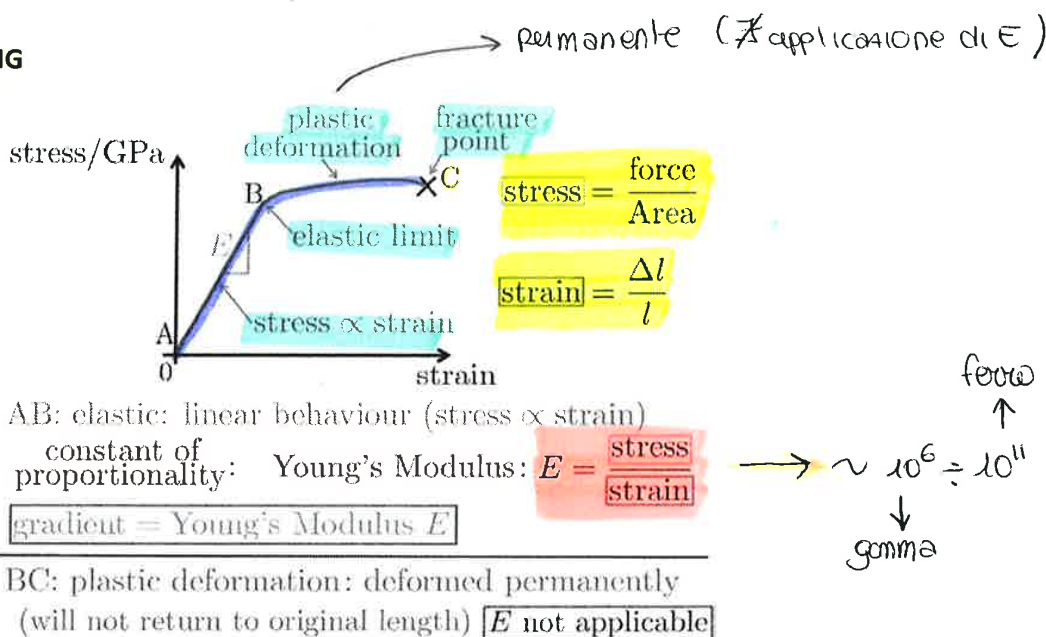 permanente (∄ applicazione di E)
NG
plastic deformation
fracture point
stress/GPa
C
B
stress = force / Area
elastic limit
E
strain = Δl / l
A
stress ∝ strain
0
strain
ferro
AB: elastic: linear behaviour (stress ∝ strain)
constant of proportionality: Young's Modulus: E = stress / strain → ~ 10⁶ ÷ 10¹¹
gradient = Young's Modulus E
gomma
BC: plastic deformation: deformed permanently
(will not return to original length) E not applicable